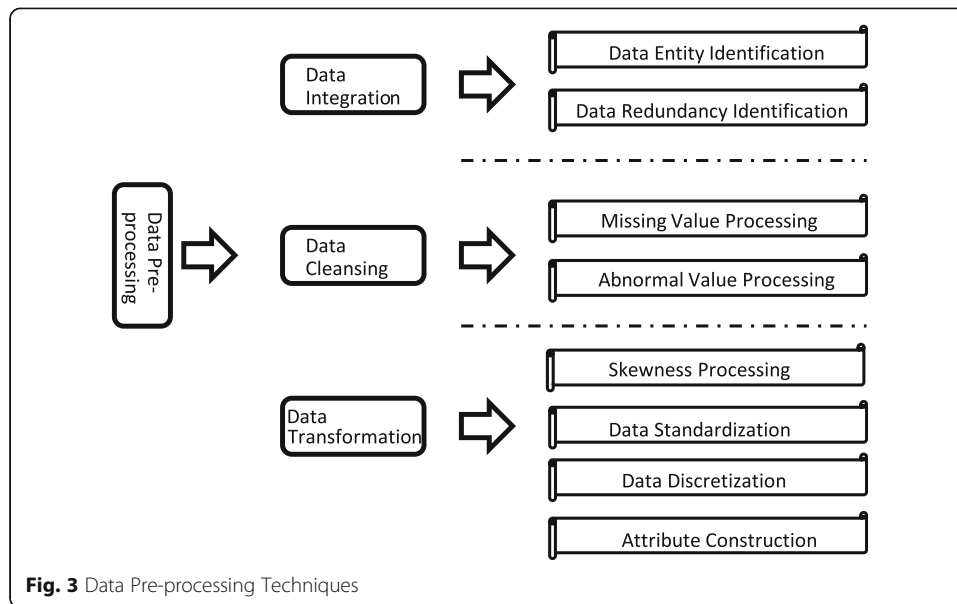 Data
Integration
Data Entity Identification
Data Redundancy Identification
Data Pre-
processing
Data
Cleansing
Missing Value Processing
Abnormal Value Processing
Data
Transformation
Skewness Processing
Data Standardization
Data Discretization
Attribute Construction
Fig. 3 Data Pre-processing Techniques